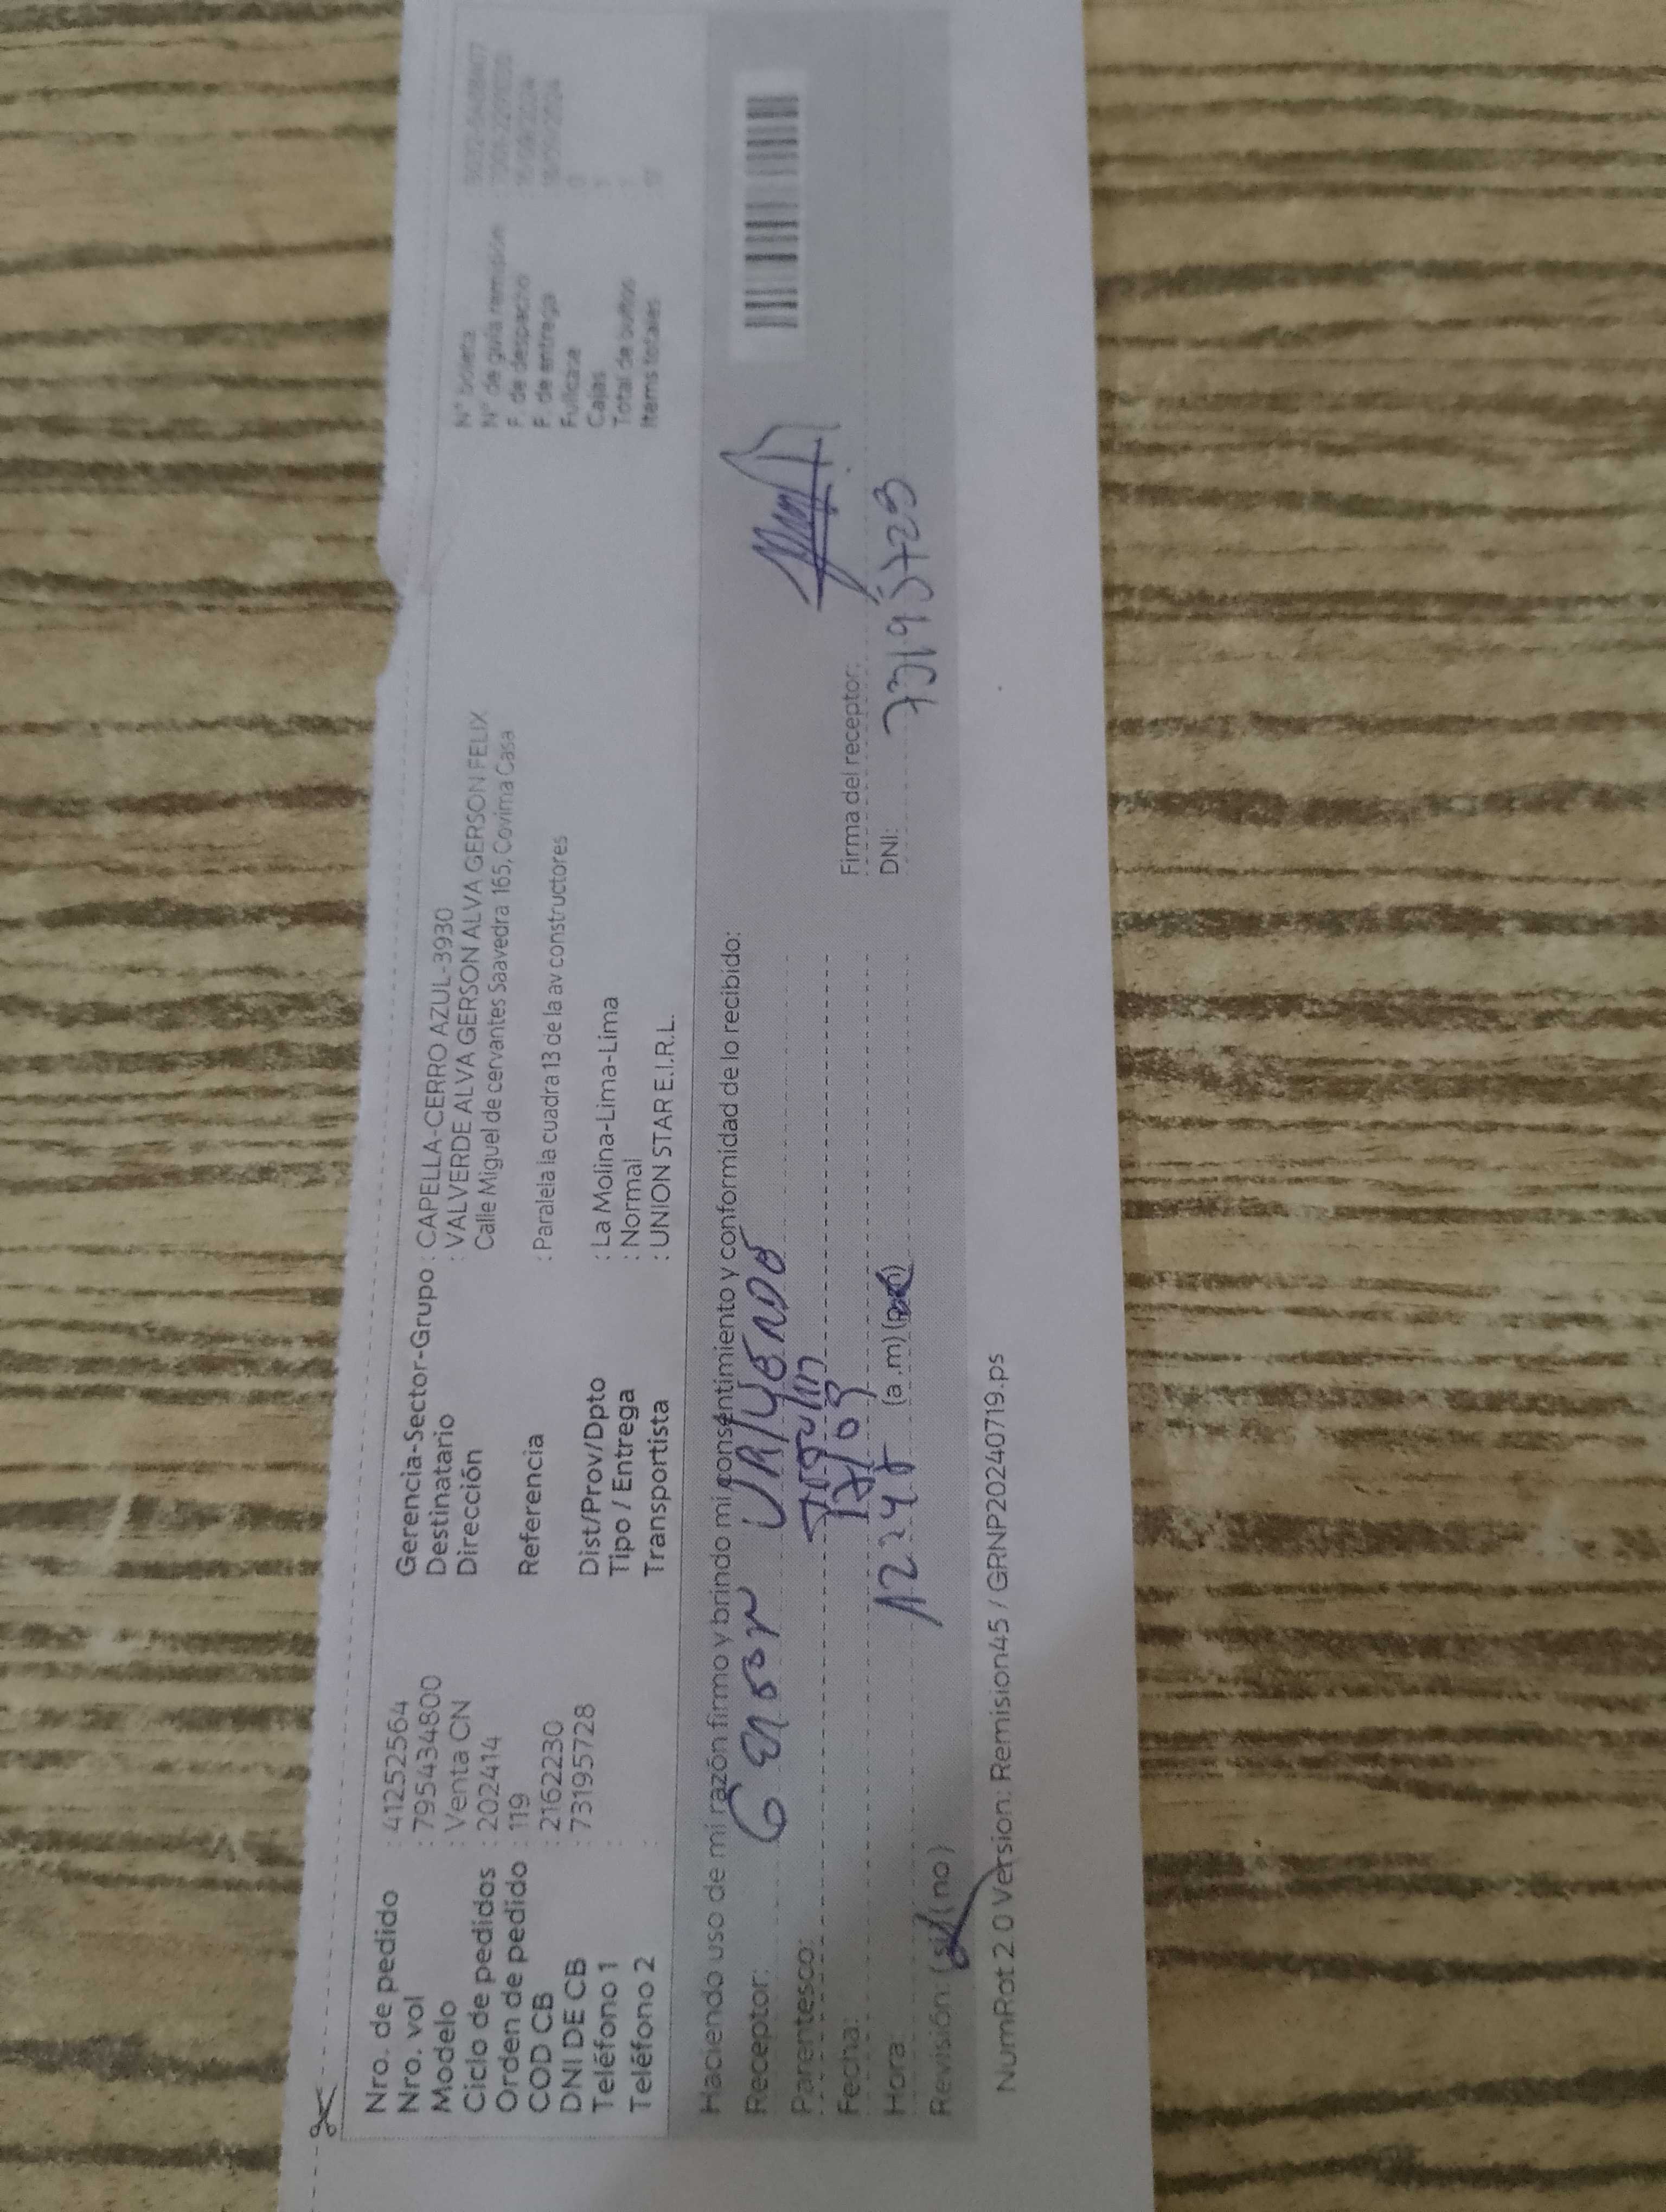 Nro. de pedido : 41252564
Nro. vol : 795434800
Modelo : Venta CN
Ciclo de pedidos : 202414
Orden de pedido : 119
COD CB : 2162230
DNI DE CB : 73195728
Teléfono 1 :
Teléfono 2 :
Gerencia-Sector-Grupo : CAPELLA-CERRO AZUL-3930
Destinatario : VALVERDE ALVA GERSON ALVA GERSON FELIX
Dirección Calle Miguel de cervantes Saavedra 165, Covima Casa
Referencia : Paralela la cuadra 13 de la av constructores
Dist/Prov/Dpto : La Molina-Lima-Lima
Tipo / Entrega : Normal
Transportista : UNION STAR E.I.R.L.
N° boleta
N° de guía remisión
F. de despacho
F. de entrega
Fullcase 0
Cajas 1
Total de bultos 1
Items totales
Haciendo uso de mi razón firmo y brindo mi consentimiento y conformidad de lo recibido:
Receptor:
Parentesco:
Fecha: 17/09
Hora: (a.m)
Revisión: (si) (no)
Firma del receptor:
DNI:
NumRot 2.0 Version: Remision45 / GRNP20240719.ps